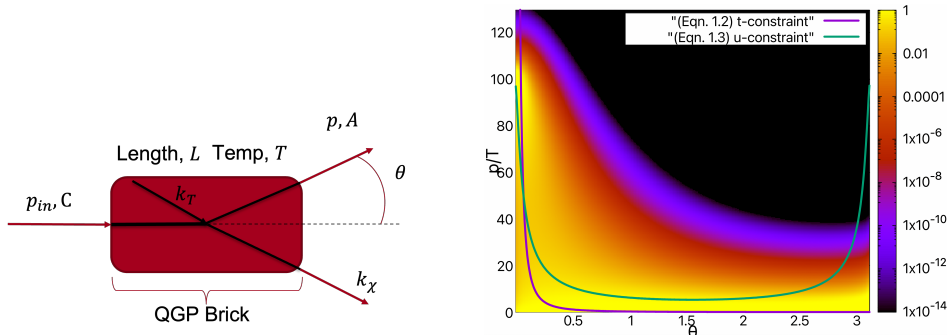 p, A
Length, L Temp, T
θ
k_T
p_in, C
k_χ
QGP Brick
"(Eqn. 1.2) t-constraint"
"(Eqn. 1.3) u-constraint"
p/T
120
100
80
60
40
20
0
0.5
1
1.5
2
2.5
3
θ
1
0.01
0.0001
1x10^-6
1x10^-8
1x10^-10
1x10^-12
1x10^-14